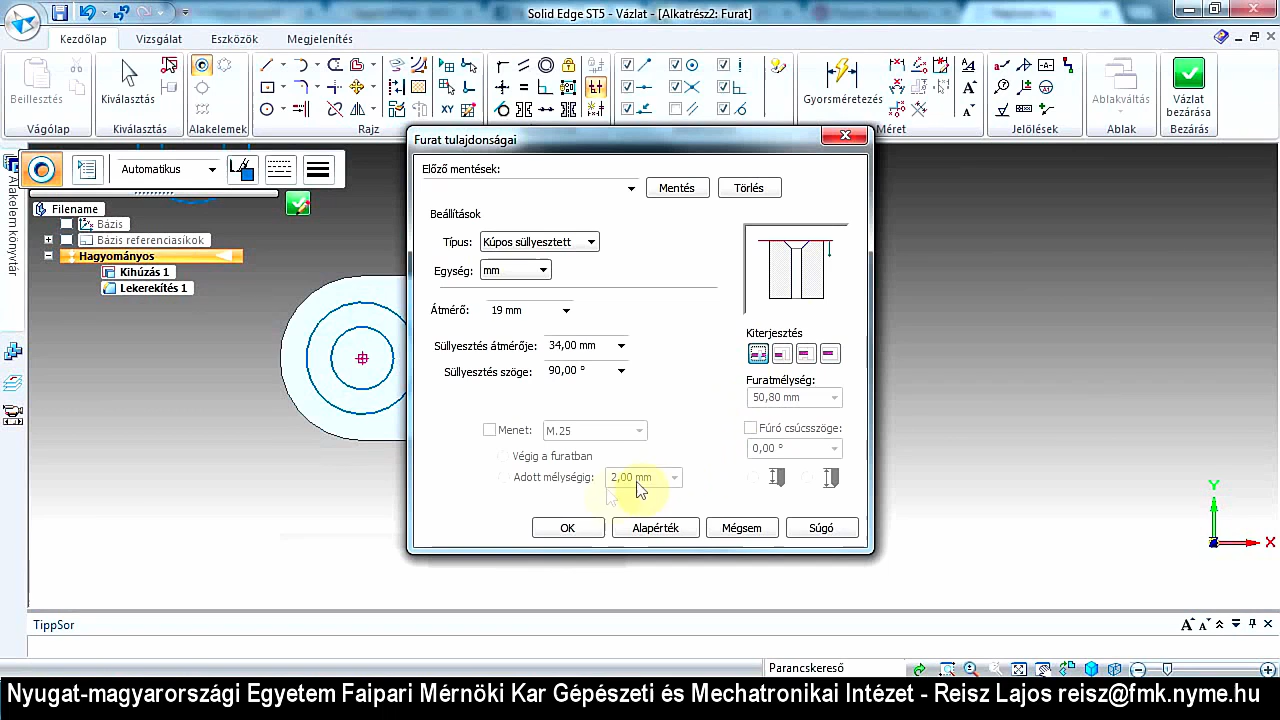 Solid Edge ST5 - Vázlat - [Alkatrész2: Furat]
Kezdőlap Vizsgálat Eszközök Megjelenítés
Beillesztés
Kiválasztás
Gyorsméretezés
Ablakváltás
Vázlat bezárása
Vágólap Kiválasztás Alakelemek Rajz Méret Jelölések Ablak Bezárás
Furat tulajdonságai
Automatikus
Előző mentések:
Mentés Törlés
Filename
Bázis
Bázis referenciasíkok
Hagyományos
Kihúzás 1
Lekerekítés 1
Beállítások
Típus: Kúpos süllyesztett
Egység: mm
Átmérő: 19 mm
Süllyesztés átmérője: 34,00 mm
Süllyesztés szöge: 90,00 °
Kiterjesztés
Furatmélység:
50,80 mm
Menet: M.25
Fúró csúcsszöge:
0,00 °
Végig a furatban
Adott mélységig: 2,00 mm
OK Alapérték Mégsem Súgó
Y
X
TippSor
Parancskereső
Nyugat-magyarországi Egyetem Faipari Mérnöki Kar Gépészeti és Mechatronikai Intézet - Reisz Lajos reisz@fmk.nyme.hu